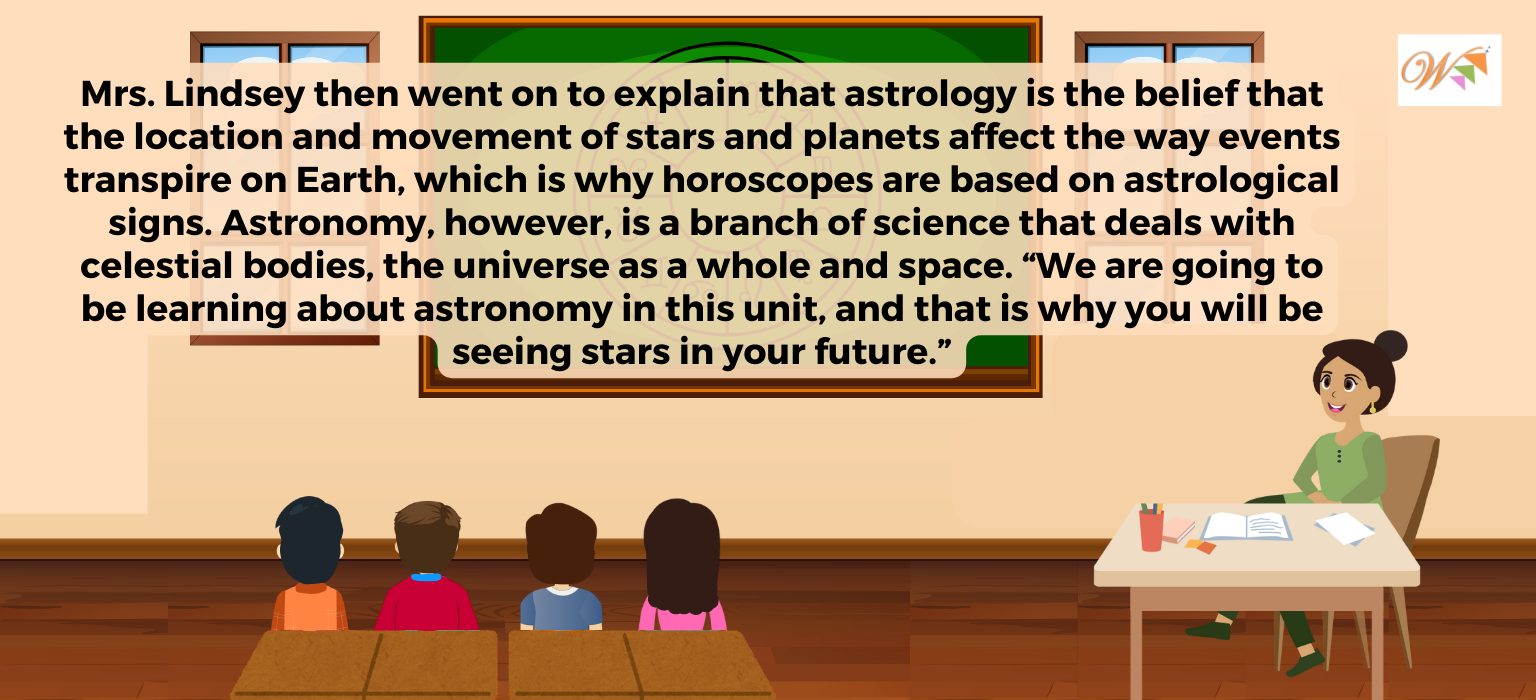 Mrs. Lindsey then went on to explain that astrology is the belief that
the location and movement of stars and planets affect the way events
transpire on Earth, which is why horoscopes are based on astrological
signs. Astronomy, however, is a branch of science that deals with
celestial bodies, the universe as a whole and space. “We are going to
be learning about astronomy in this unit, and that is why you will be
seeing stars in your future.”
W